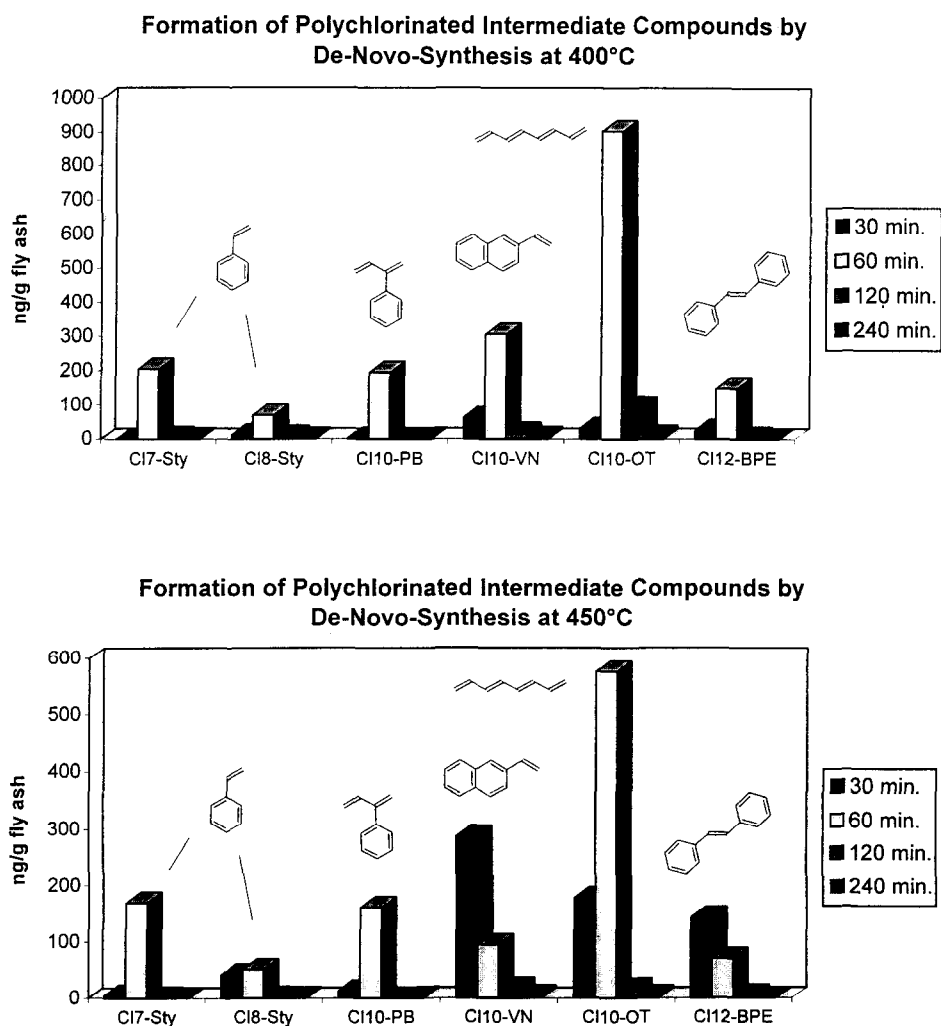 Formation of Polychlorinated Intermediate Compounds by
De-Novo-Synthesis at 400°C
ng/g fly ash
1000
900
800
700
600
500
400
300
200
100
0
Cl7-Sty Cl8-Sty Cl10-PB Cl10-VN Cl10-OT Cl12-BPE
30 min.
60 min.
120 min.
240 min.
Formation of Polychlorinated Intermediate Compounds by
De-Novo-Synthesis at 450°C
ng/g fly ash
600
500
400
300
200
100
0
Cl7-Sty Cl8-Sty Cl10-PB Cl10-VN Cl10-OT Cl12-BPE
30 min.
60 min.
120 min.
240 min.